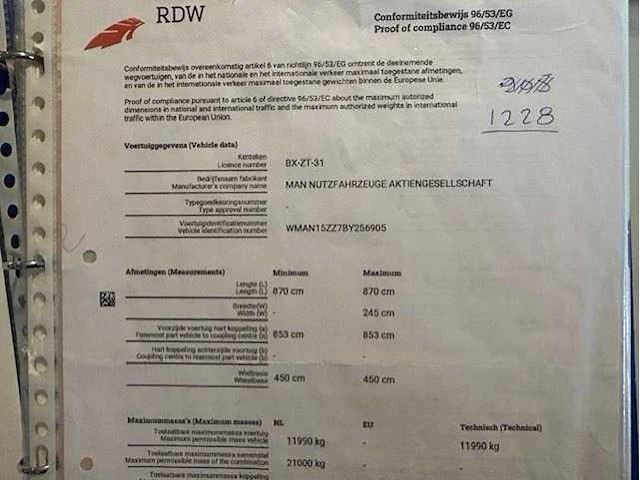 RDW
Conformiteitsbewijs 96/53/EG
Proof of compliance 96/53/EC
Conformiteitsbewijs overeenkomstig artikel 6 van richtlijn 96/53/EG omtrent de deelnemende
wegvoertuigen, van de in het nationale en het internationale verkeer maximaal toegestane afmetingen,
en van de in het internationale verkeer maximaal toegestane gewichten binnen de Europese Unie.
Proof of compliance pursuant to article 6 of directive 96/53/EC about the maximum autorized
dimensions in national and international traffic and the maximum authorized weights in international
traffic within the European Union.
1228
Voertuiggegevens (Vehicle data)
Kenteken
Licence number BX-ZT-31
Bedrijfsnaam fabrikant
Manufacturer's company name MAN NUTZFAHRZEUGE AKTIENGESELLSCHAFT
Typegoedkeuringsnummer
Type approval number -
Voertuigidentificatienummer
Vehicle identification number WMAN15ZZ7BY256905
Afmetingen (Measurements) Minimum Maximum
Lengte (L)
Length (L) 870 cm 870 cm
Breedte(W)
Width (W) - 245 cm
Voorzijde voertuig hart koppeling (a)
Foremost part vehicle to coupling centre (a) 853 cm 853 cm
Hart koppeling achterzijde voertuig (b)
Coupling centre to rearmost part vehicle (b) - -
Wielbasis
Wheelbase 450 cm 450 cm
Maximummassa's (Maximum masses) NL EU Technisch (Technical)
Toelaatbare maximummassa voertuig
Maximum permissible mass vehicle 11990 kg - 11990 kg
Toelaatbare maximummassa samenstel
Maximum permissible mass of the combination 21000 kg -
Technisch toelaatbare